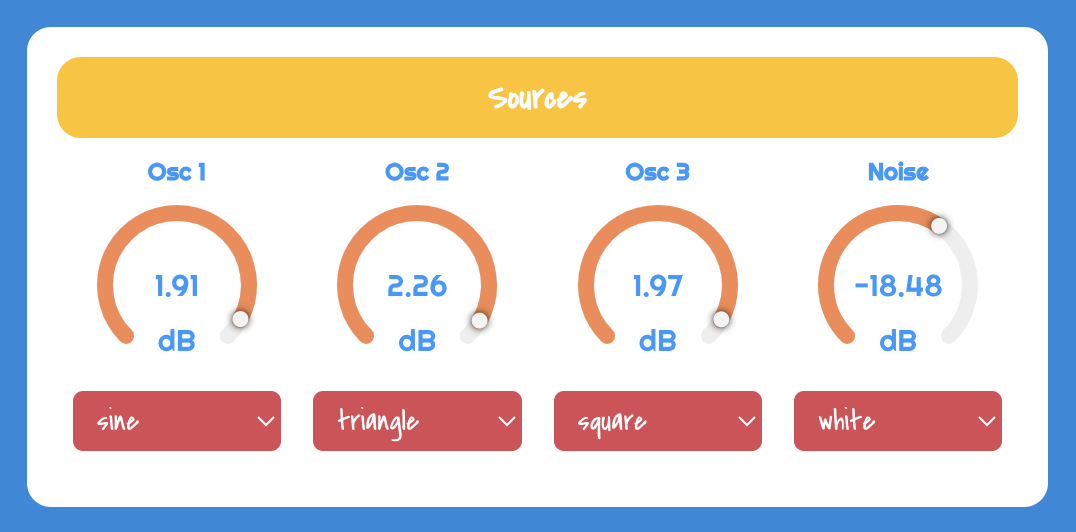 Sources
Osc 1
Osc 2
Osc 3
Noise
1.91
dB
2.26
dB
1.97
dB
-18.48
dB
sine
triangle
square
white